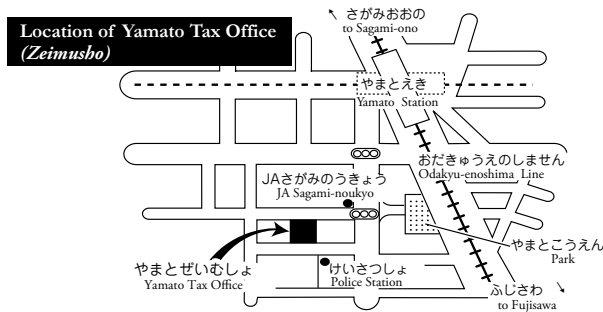 Location of Yamato Tax Office
(Zeimusho)
さがみおおの
to Sagami-ono
やまとえき
Yamato Station
おだきゅうえのしません
Odakyu-enoshima Line
JAさがみのうきょう
JA Sagami-noukyo
やまとこうえん
Park
やまとぜいむしょ
Yamato Tax Office
けいさつしょ
Police Station
ふじさわ
to Fujisawa